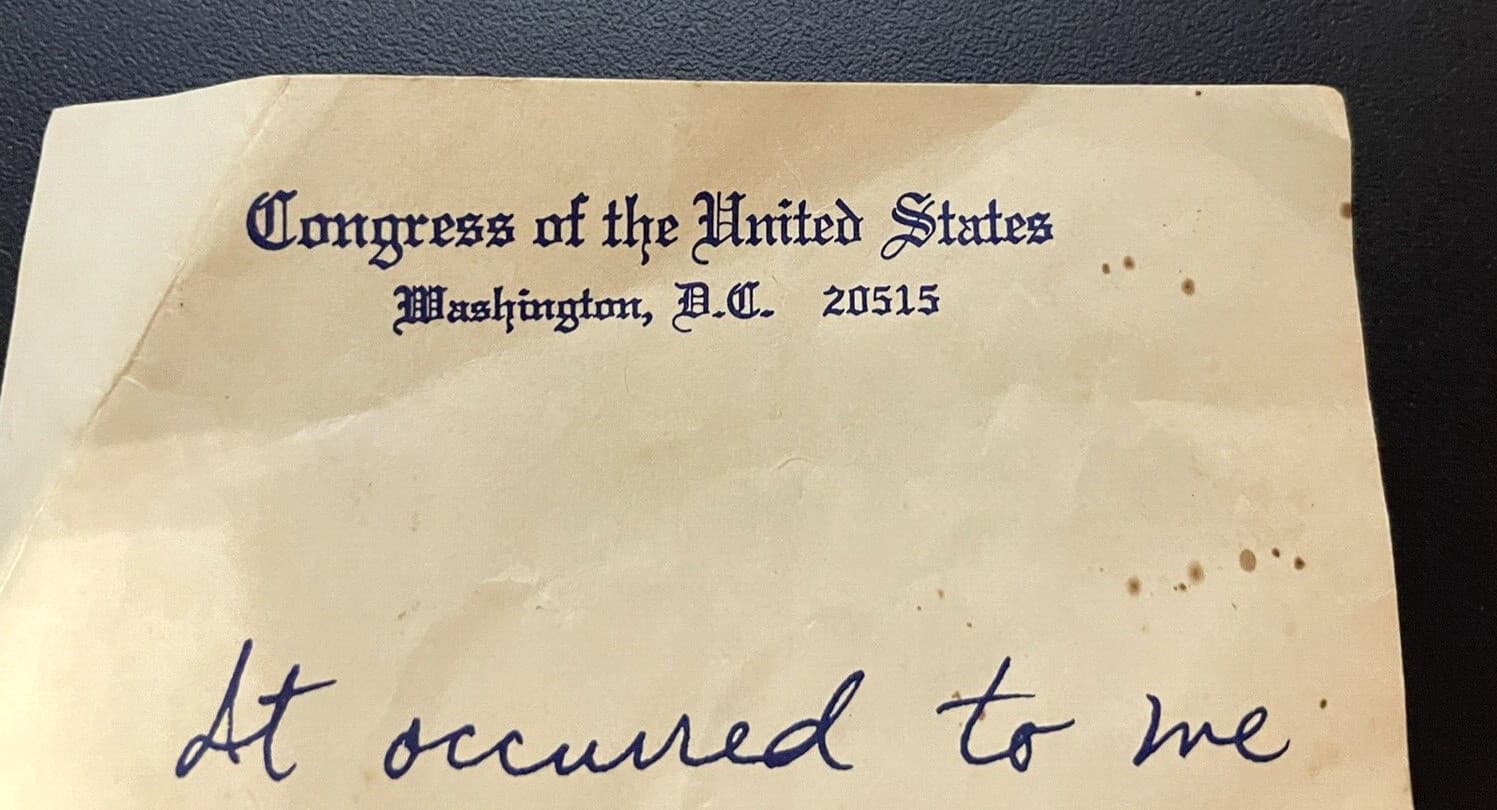 Congress of the United States
Washington, D.C. 20515
It occurred to me